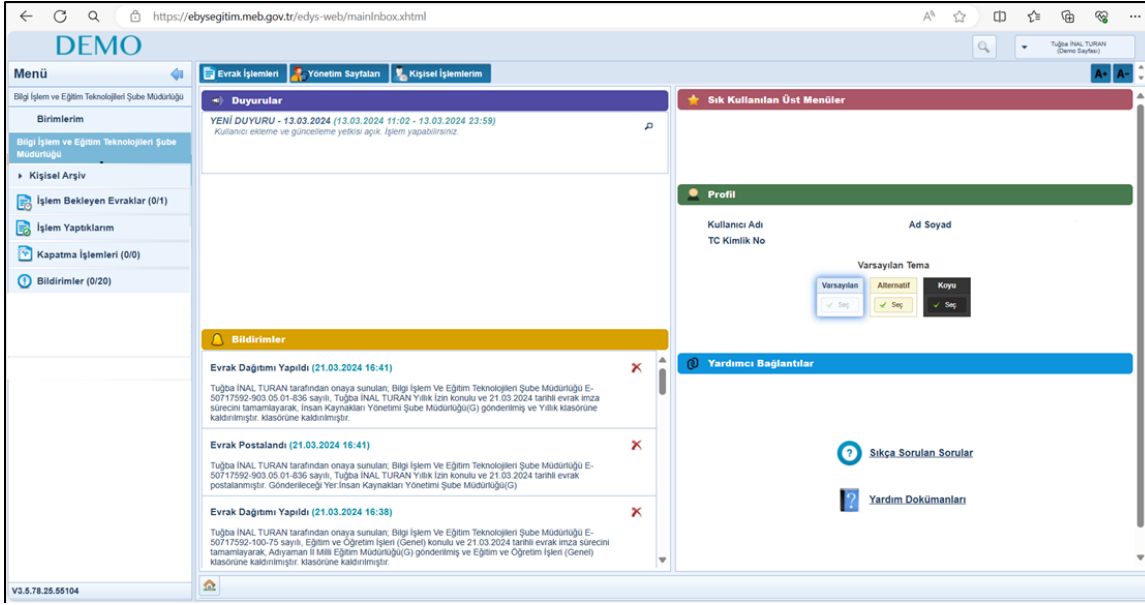 https://ebysegitim.meb.gov.tr/edys-web/mainInbox.xhtml
DEMO
Tuğba İNAL TURAN
(Demo Sayfası)
Menü
Evrak İşlemleri
Yönetim Sayfaları
Kişisel İşlemlerim
A+ A-
Bilgi İşlem ve Eğitim Teknolojileri Şube Müdürlüğü
Birimlerim
Bilgi İşlem ve Eğitim Teknolojileri Şube
Müdürlüğü
Kişisel Arşiv
İşlem Bekleyen Evraklar (0/1)
İşlem Yaptıklarım
Kapatma İşlemleri (0/0)
Bildirimler (0/20)
V3.5.78.25.55104
Duyurular
YENİ DUYURU - 13.03.2024 (13.03.2024 11:02 - 13.03.2024 23:59)
Kullanıcı ekleme ve güncelleme yetkisi açık. İşlem yapabilirsiniz.
Bildirimler
Evrak Dağıtımı Yapıldı (21.03.2024 16:41)
Tuğba İNAL TURAN tarafından onaya sunulan; Bilgi İşlem Ve Eğitim Teknolojileri Şube Müdürlüğü E-
50717592-903.05.01-836 sayılı, Tuğba İNAL TURAN Yıllık İzin konulu ve 21.03.2024 tarihli evrak imza
sürecini tamamlayarak, İnsan Kaynakları Yönetimi Şube Müdürlüğü(G) gönderilmiş ve Yıllık klasörüne
kaldırılmıştır. klasörüne kaldırılmıştır.
Evrak Postalandı (21.03.2024 16:41)
Tuğba İNAL TURAN tarafından onaya sunulan; Bilgi İşlem Ve Eğitim Teknolojileri Şube Müdürlüğü E-
50717592-903.05.01-836 sayılı, Tuğba İNAL TURAN Yıllık İzin konulu ve 21.03.2024 tarihli evrak
postalanmıştır. Gönderileceği Yer:İnsan Kaynakları Yönetimi Şube Müdürlüğü(G)
Evrak Dağıtımı Yapıldı (21.03.2024 16:38)
Tuğba İNAL TURAN tarafından onaya sunulan; Bilgi İşlem Ve Eğitim Teknolojileri Şube Müdürlüğü E-
50717592-100-75 sayılı, Eğitim ve Öğretim İşleri (Genel) konulu ve 21.03.2024 tarihli evrak imza sürecini
tamamlayarak, Adıyaman İl Milli Eğitim Müdürlüğü(G) gönderilmiş ve Eğitim ve Öğretim İşleri (Genel)
klasörüne kaldırılmıştır. klasörüne kaldırılmıştır.
Sık Kullanılan Üst Menüler
Profil
Kullanıcı Adı
Ad Soyad
TC Kimlik No
Varsayılan Tema
Varsayılan
Alternatif
Koyu
Seç
Seç
Seç
Yardımcı Bağlantılar
Sıkça Sorulan Sorular
Yardım Dokümanları